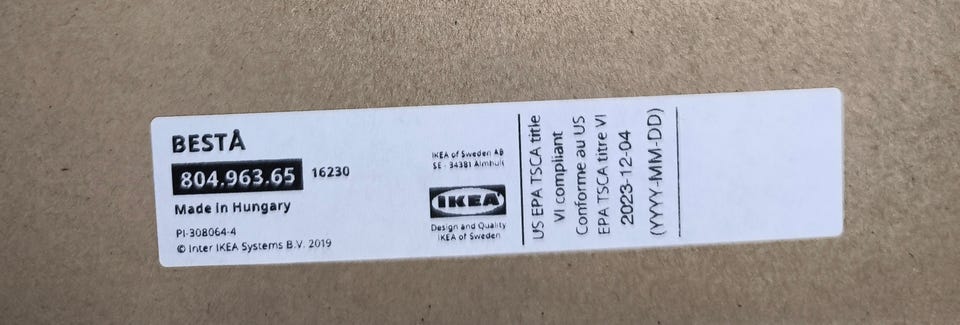 BESTÅ
804.963.65 16230
Made in Hungary
PI-308064-4
© Inter IKEA Systems B.V. 2019
IKEA of Sweden AB
SE - 34381 Älmhult
IKEA
Design and Quality
IKEA of Sweden
US EPA TSCA title
VI compliant
Conforme au US
EPA TSCA titre VI
2023-12-04
(YYYY-MM-DD)